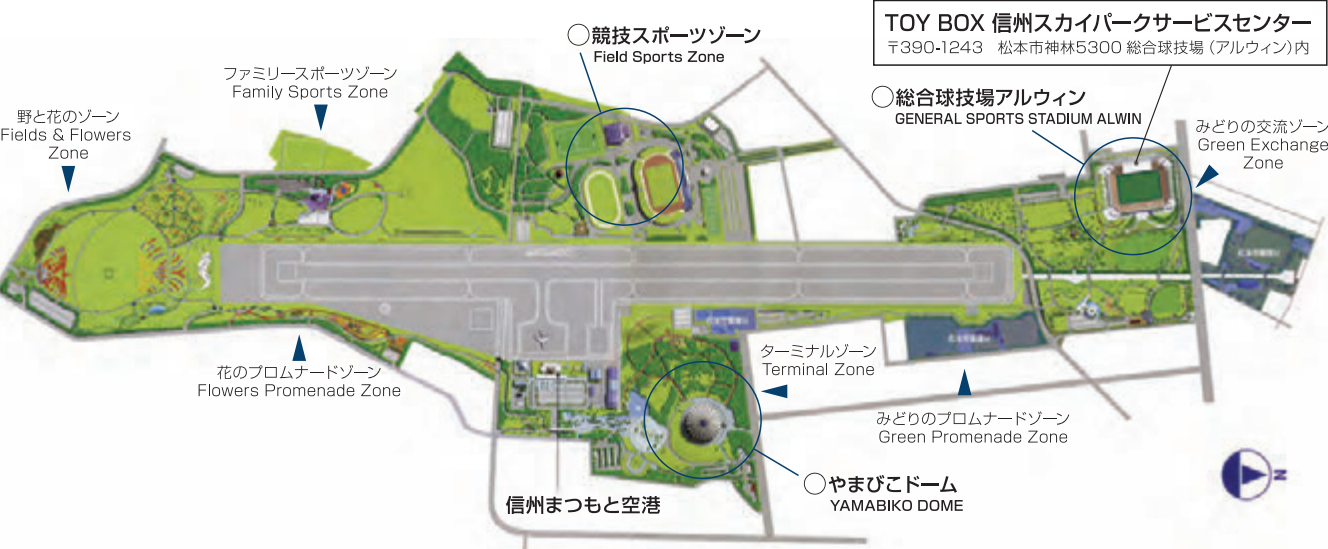 TOY BOX 信州スカイパークサービスセンター
〒390-1243 松本市神林5300 総合球技場（アルウィン）内
○競技スポーツゾーン
Field Sports Zone
ファミリースポーツゾーン
Family Sports Zone
野と花のゾーン
Fields & Flowers
Zone
○総合球技場アルウィン
GENERAL SPORTS STADIUM ALWIN
みどりの交流ゾーン
Green Exchange
Zone
花のプロムナードゾーン
Flowers Promenade Zone
ターミナルゾーン
Terminal Zone
みどりのプロムナードゾーン
Green Promenade Zone
○やまびこドーム
YAMABIKO DOME
信州まつもと空港
N